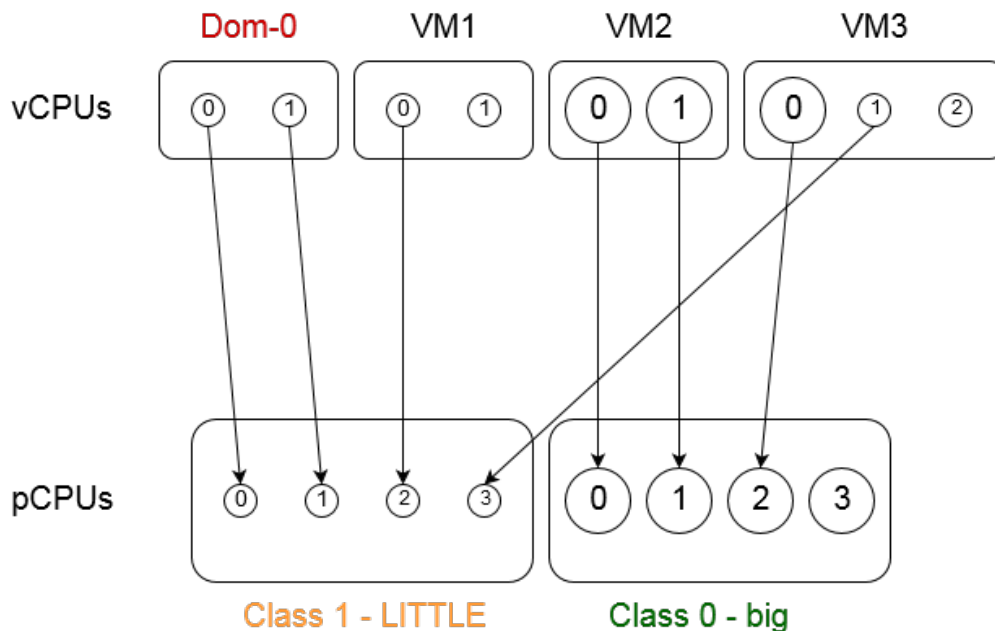 Dom-0 VM1 VM2 VM3
vCPUs 0 1 0 1 0 1 0 1 2
pCPUs 0 1 2 3 0 1 2 3
Class 1 - LITTLE Class 0 - big